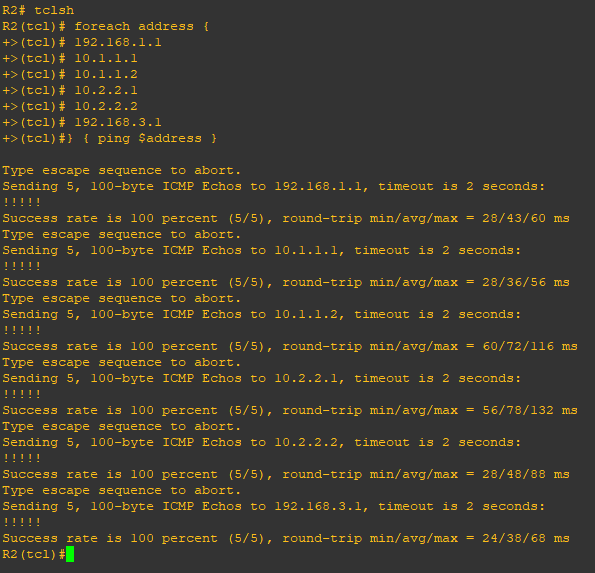 R2# tclsh
R2(tcl)# foreach address {
+>(tcl)# 192.168.1.1
+>(tcl)# 10.1.1.1
+>(tcl)# 10.1.1.2
+>(tcl)# 10.2.2.1
+>(tcl)# 10.2.2.2
+>(tcl)# 192.168.3.1
+>(tcl)#} { ping $address }
Type escape sequence to abort.
Sending 5, 100-byte ICMP Echos to 192.168.1.1, timeout is 2 seconds:
!!!!!
Success rate is 100 percent (5/5), round-trip min/avg/max = 28/43/60 ms
Type escape sequence to abort.
Sending 5, 100-byte ICMP Echos to 10.1.1.1, timeout is 2 seconds:
!!!!!
Success rate is 100 percent (5/5), round-trip min/avg/max = 28/36/56 ms
Type escape sequence to abort.
Sending 5, 100-byte ICMP Echos to 10.1.1.2, timeout is 2 seconds:
!!!!!
Success rate is 100 percent (5/5), round-trip min/avg/max = 60/72/116 ms
Type escape sequence to abort.
Sending 5, 100-byte ICMP Echos to 10.2.2.1, timeout is 2 seconds:
!!!!!
Success rate is 100 percent (5/5), round-trip min/avg/max = 56/78/132 ms
Type escape sequence to abort.
Sending 5, 100-byte ICMP Echos to 10.2.2.2, timeout is 2 seconds:
!!!!!
Success rate is 100 percent (5/5), round-trip min/avg/max = 28/48/88 ms
Type escape sequence to abort.
Sending 5, 100-byte ICMP Echos to 192.168.3.1, timeout is 2 seconds:
!!!!!
Success rate is 100 percent (5/5), round-trip min/avg/max = 24/38/68 ms
R2(tcl)#